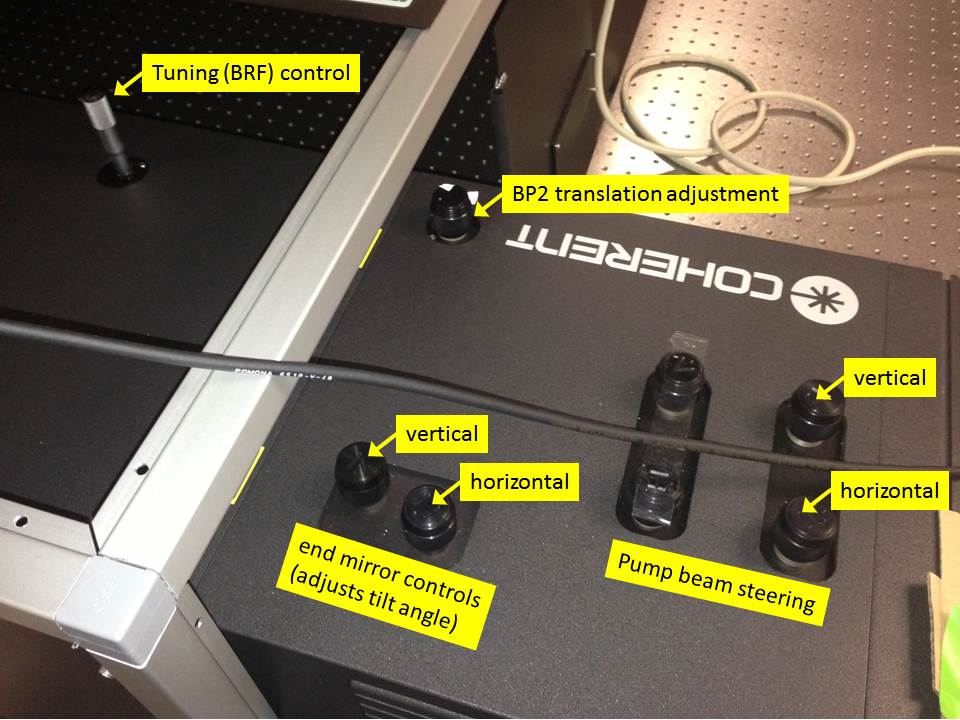 Tuning (BRF) control
BP2 translation adjustment
COHERENT
vertical
vertical
horizontal
horizontal
end mirror controls
(adjusts tilt angle)
Pump beam steering
POMONA